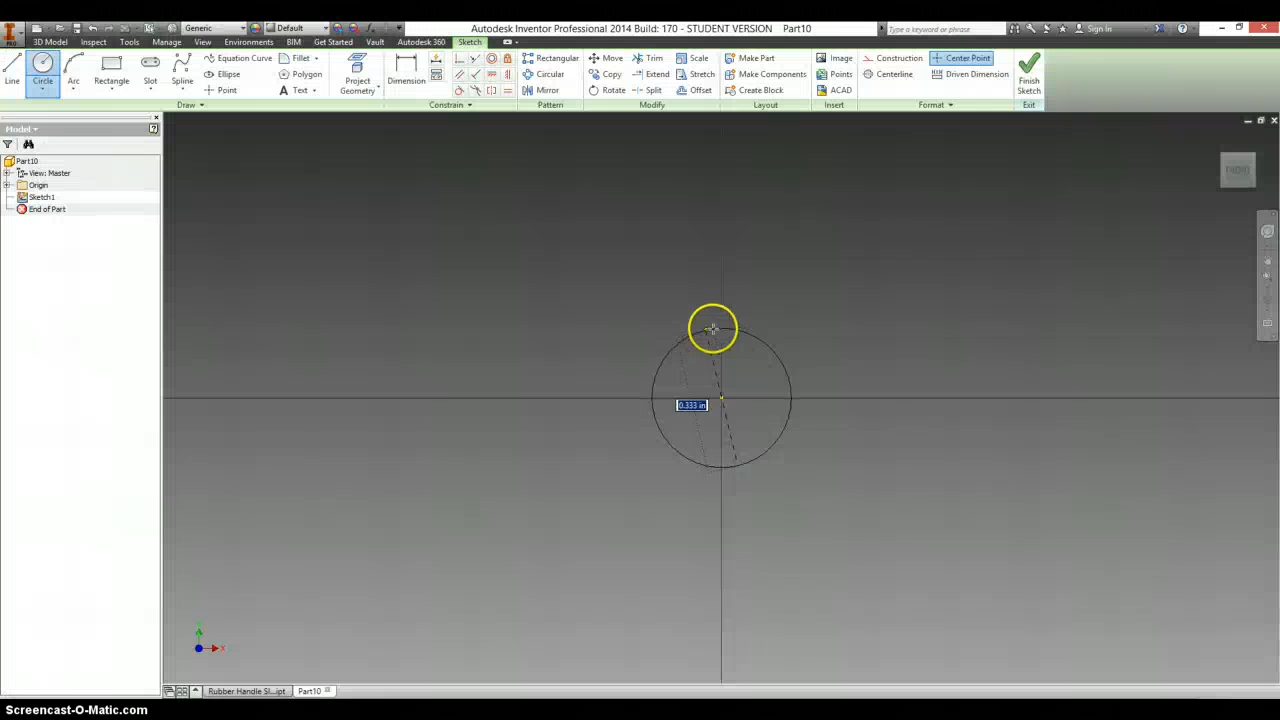 Generic
Default
Autodesk Inventor Professional 2014 Build: 170 - STUDENT VERSION Part10
Type a keyword or phrase
Sign In
PRO
3D Model Inspect Tools Manage View Environments BIM Get Started Vault Autodesk 360 Sketch
Line Circle Arc Rectangle Slot Spline
Equation Curve Fillet
Ellipse Polygon
Point Text
Project Geometry
Dimension
Rectangular
Circular
Mirror
Move Trim Scale
Copy Extend Stretch
Rotate Split Offset
Make Part
Make Components
Create Block
Image
Points
ACAD
Construction Center Point
Centerline Driven Dimension
Finish Sketch
Draw Constrain Pattern Modify Layout Insert Format Exit
Model
Part10
View: Master
Origin
Sketch1
End of Part
0.333 in
X
Rubber Handle Sl...ipt Part10
Screencast-O-Matic.com